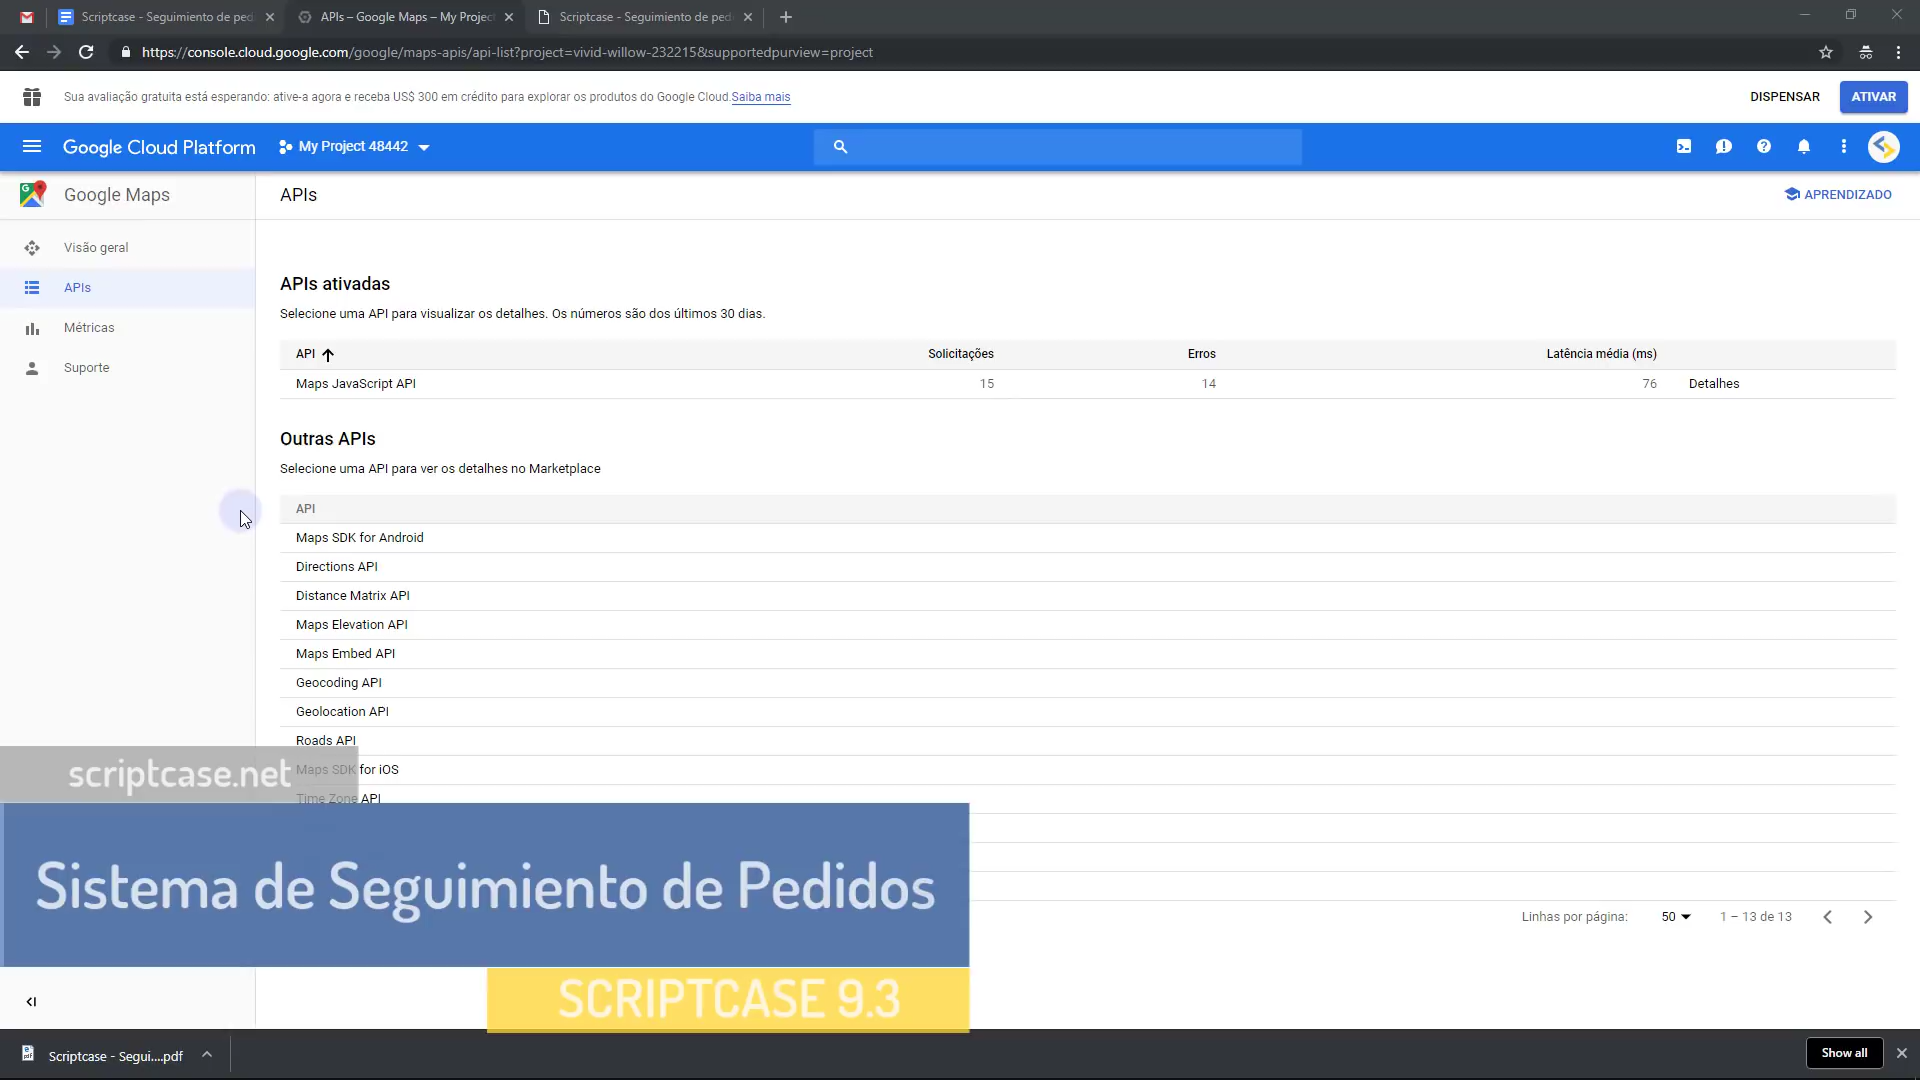 Scriptcase - Seguimiento de ped
APIs – Google Maps – My Project
Scriptcase - Seguimiento de ped
https://console.cloud.google.com/google/maps-apis/api-list?project=vivid-willow-232215&supportedpurview=project
Sua avaliação gratuita está esperando: ative-a agora e receba US$ 300 em crédito para explorar os produtos do Google Cloud.Saiba mais
DISPENSAR
ATIVAR
Google Cloud Platform
My Project 48442
Google Maps
APIs
APRENDIZADO
Visão geral
APIs
Métricas
Suporte
APIs ativadas
Selecione uma API para visualizar os detalhes. Os números são dos últimos 30 dias.
API Solicitações Erros Latência média (ms)
Maps JavaScript API 15 14 76 Detalhes
Outras APIs
Selecione uma API para ver os detalhes no Marketplace
API
Maps SDK for Android
Directions API
Distance Matrix API
Maps Elevation API
Maps Embed API
Geocoding API
Geolocation API
Roads API
Maps SDK for iOS
Time Zone API
scriptcase.net
Sistema de Seguimiento de Pedidos
SCRIPTCASE 9.3
Linhas por página: 50 1 – 13 de 13
Scriptcase - Segui....pdf
Show all